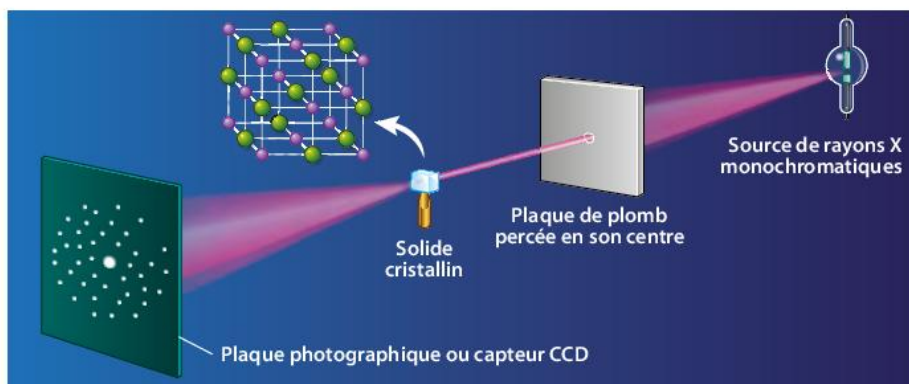 Source de rayons X
monochromatiques
Plaque de plomb
percée en son centre
Solide
cristallin
Plaque photographique ou capteur CCD